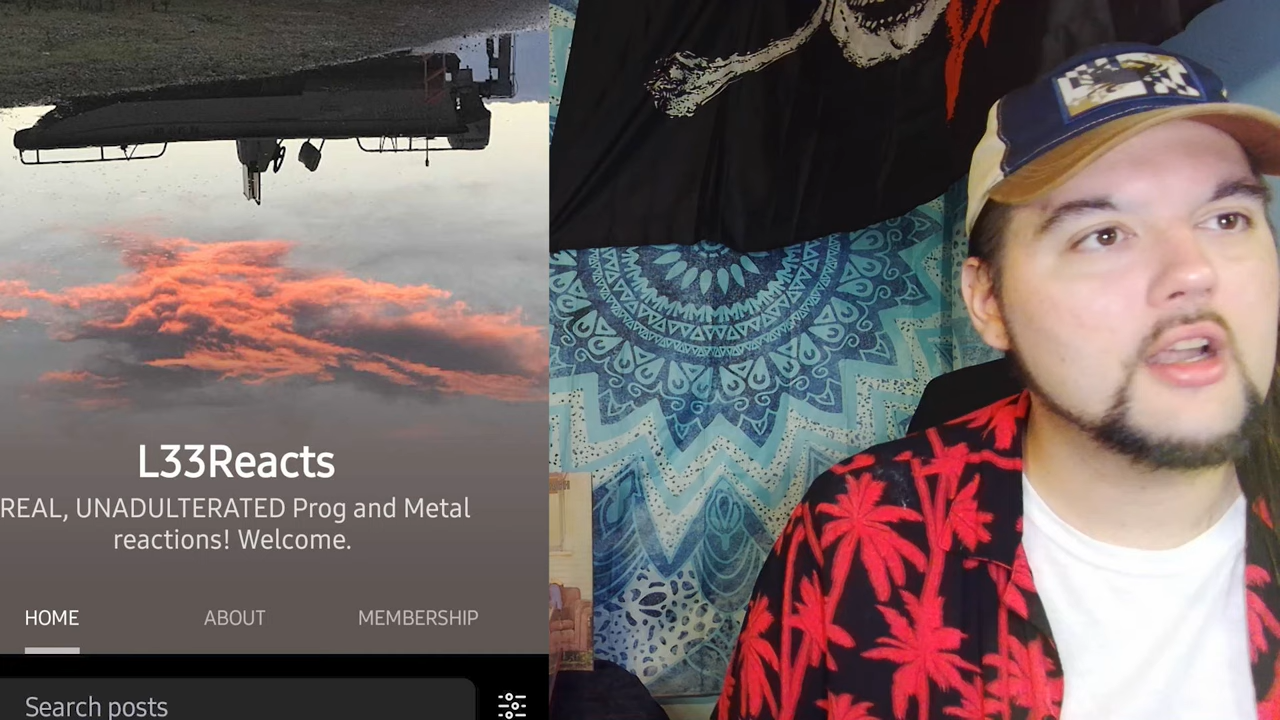 L33Reacts
REAL, UNADULTERATED Prog and Metal
reactions! Welcome.
HOME ABOUT MEMBERSHIP
Search posts